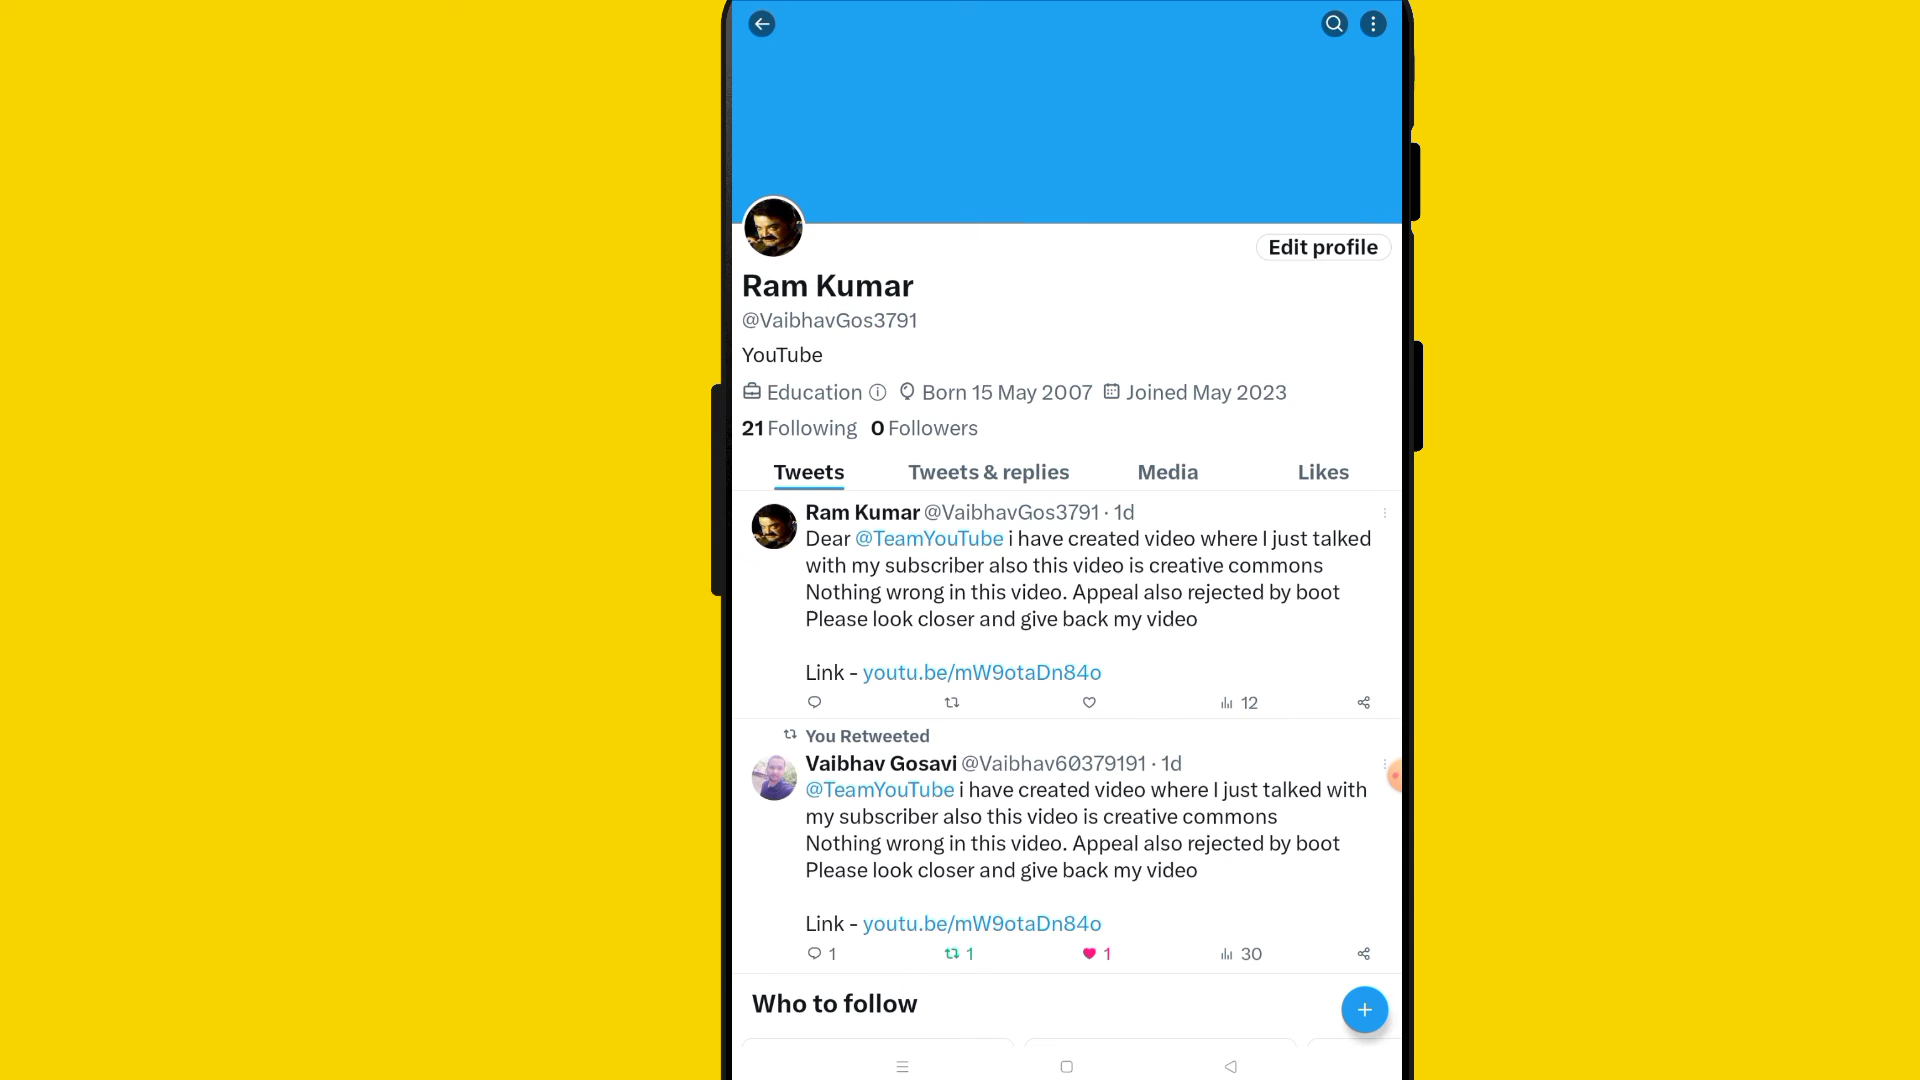 Edit profile
Ram Kumar
@VaibhavGos3791
YouTube
Education Born 15 May 2007 Joined May 2023
21 Following 0 Followers
Tweets Tweets & replies Media Likes
Ram Kumar @VaibhavGos3791 · 1d
Dear @TeamYouTube i have created video where I just talked
with my subscriber also this video is creative commons
Nothing wrong in this video. Appeal also rejected by boot
Please look closer and give back my video
Link - youtu.be/mW9otaDn84o
12
You Retweeted
Vaibhav Gosavi @Vaibhav60379191 · 1d
@TeamYouTube i have created video where I just talked with
my subscriber also this video is creative commons
Nothing wrong in this video. Appeal also rejected by boot
Please look closer and give back my video
Link - youtu.be/mW9otaDn84o
1 1 1 30
Who to follow